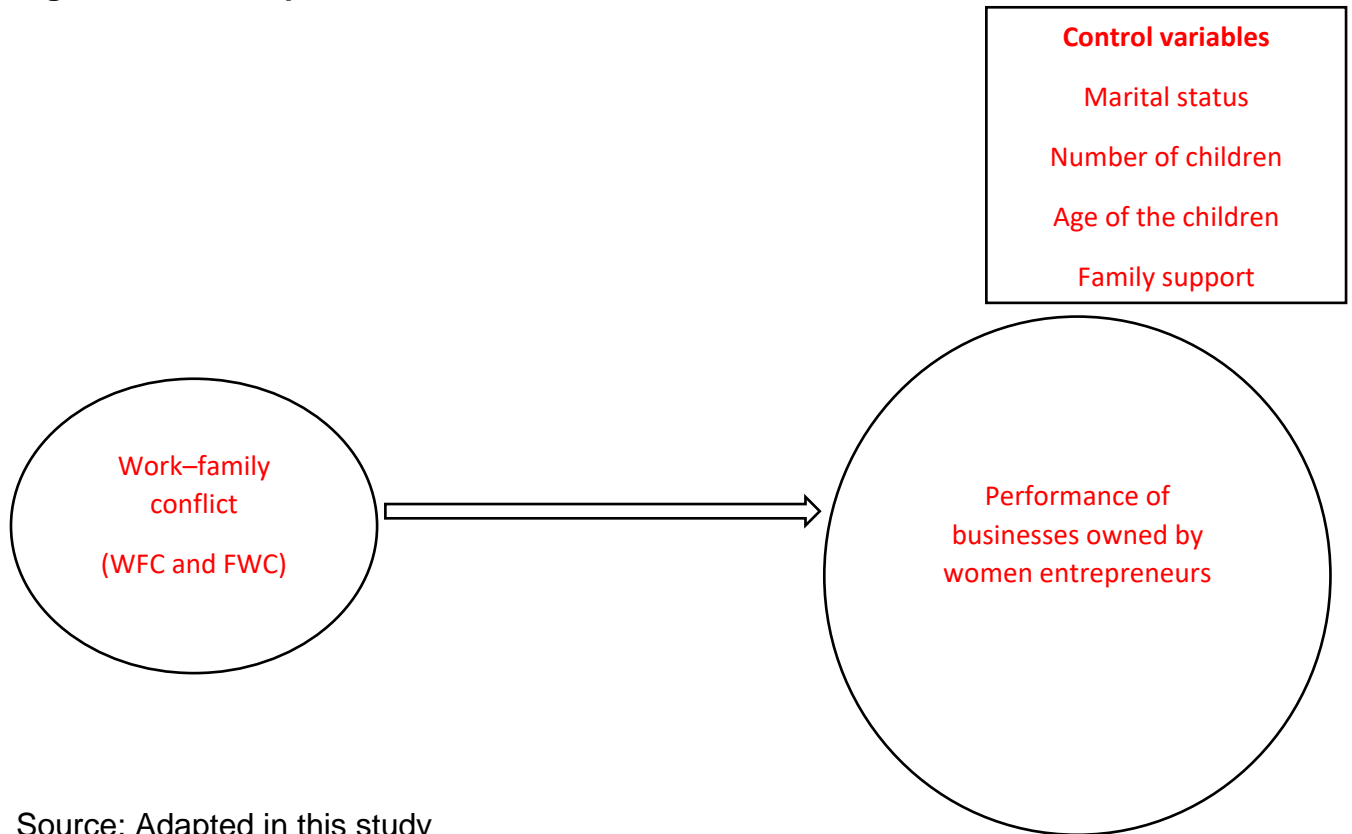 Control variables
Marital status
Number of children
Age of the children
Family support
Work–family
conflict
(WFC and FWC)
Performance of
businesses owned by
women entrepreneurs
Source: Adapted in this study